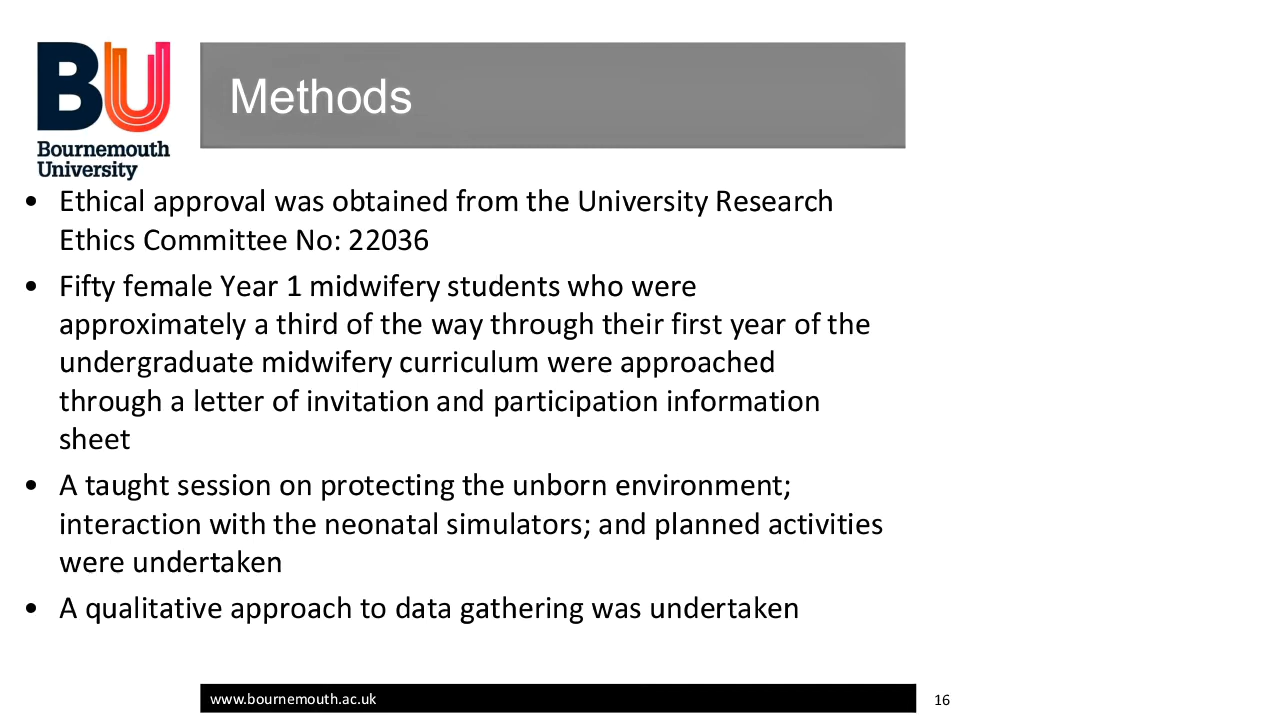 BU
Bournemouth
University
Methods
• Ethical approval was obtained from the University Research
Ethics Committee No: 22036
• Fifty female Year 1 midwifery students who were
approximately a third of the way through their first year of the
undergraduate midwifery curriculum were approached
through a letter of invitation and participation information
sheet
• A taught session on protecting the unborn environment;
interaction with the neonatal simulators; and planned activities
were undertaken
• A qualitative approach to data gathering was undertaken
www.bournemouth.ac.uk
16